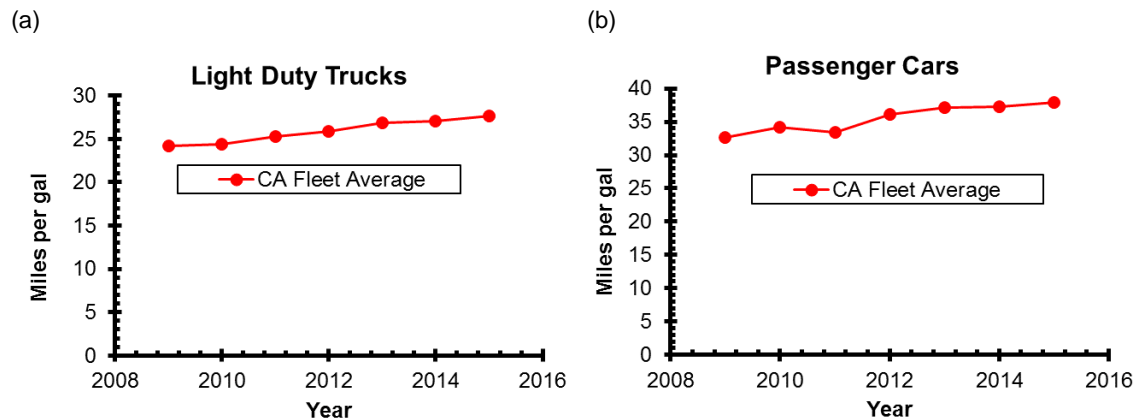 (a)
Light Duty Trucks
30
25
20
15
10
5
0
Miles per gal
CA Fleet Average
2008 2010 2012 2014 2016
Year
(b)
Passenger Cars
40
35
30
25
20
15
10
5
0
Miles per gal
CA Fleet Average
2008 2010 2012 2014 2016
Year